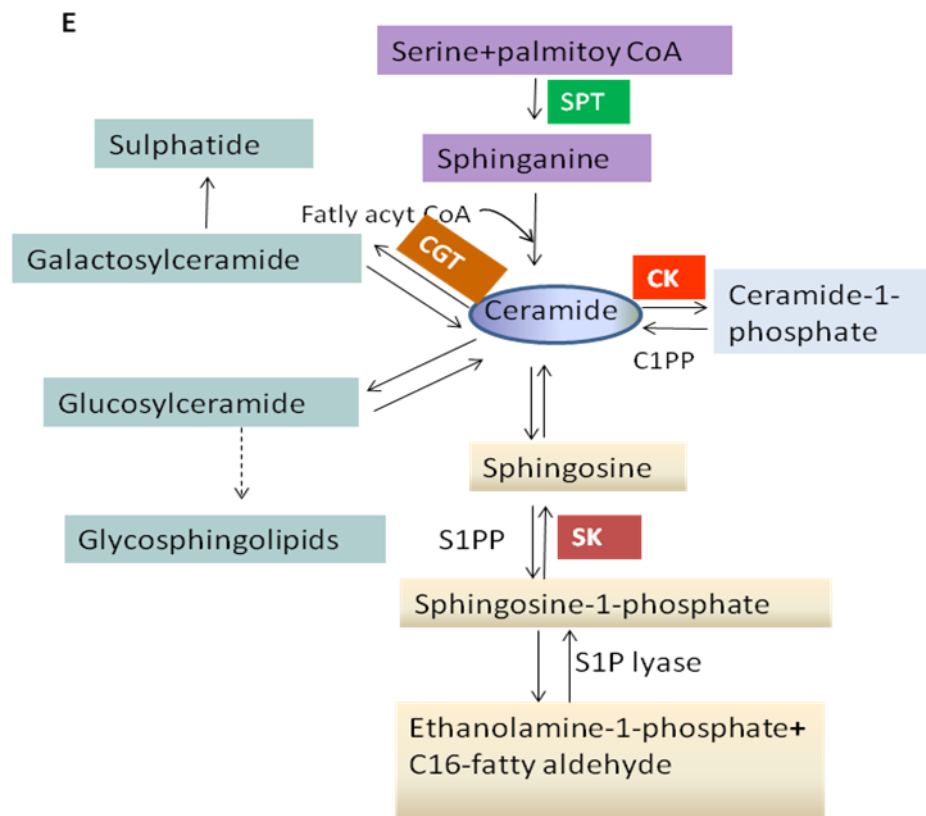 E
Serine+palmitoy CoA
SPT
Sphinganine
Sulphatide
Fatly acyt CoA
CGT
Galactosylceramide
CK
Ceramide
Ceramide-1-
phosphate
C1PP
Glucosylceramide
Sphingosine
Glycosphingolipids
S1PP
SK
Sphingosine-1-phosphate
S1P lyase
Ethanolamine-1-phosphate+
C16-fatty aldehyde